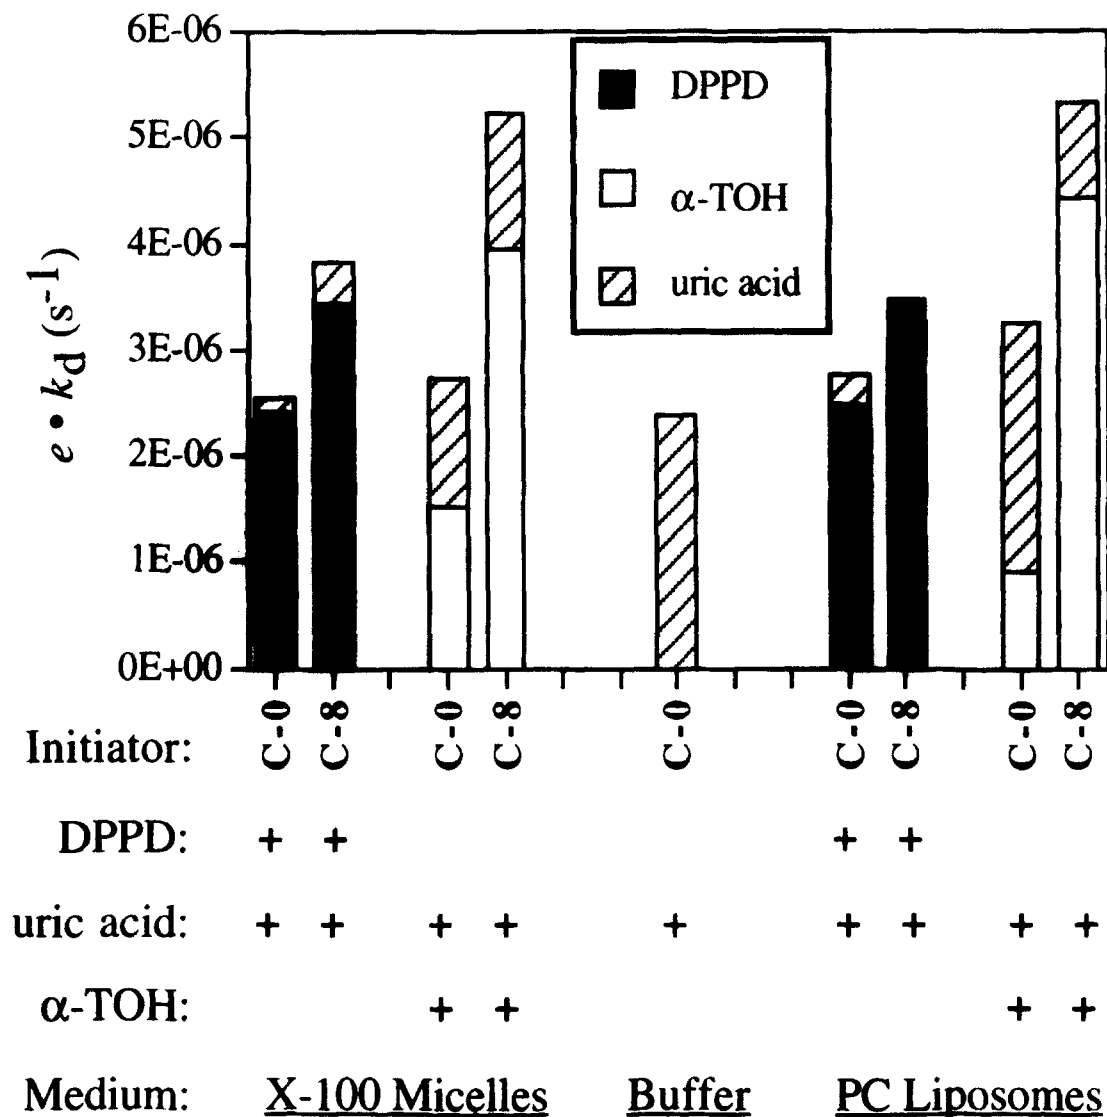 6E-06
5E-06
4E-06
3E-06
2E-06
1E-06
0E+00
e • kd (s-1)
DPPD
α-TOH
uric acid
Initiator: C-0 C-8 C-0 C-8 C-0 C-0 C-8 C-0 C-8
DPPD: + + + +
uric acid: + + + + + + + + +
α-TOH: + + + +
Medium: X-100 Micelles Buffer PC Liposomes